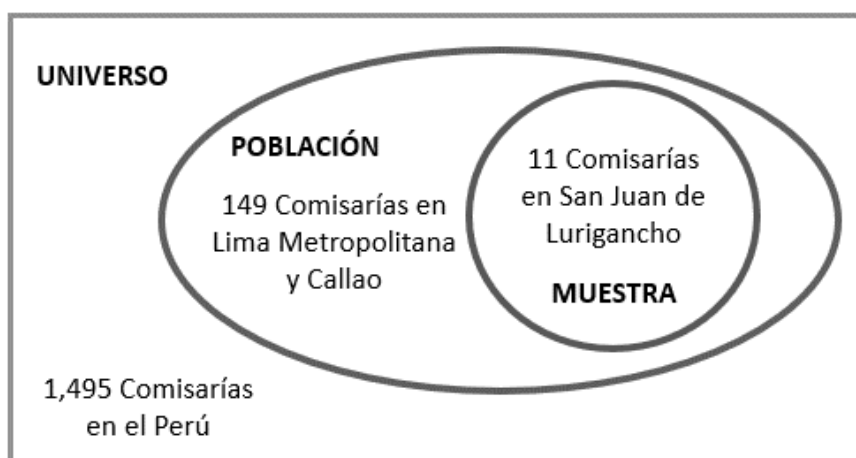 UNIVERSO
POBLACIÓN
149 Comisarías en
Lima Metropolitana
y Callao
11 Comisarías
en San Juan de
Lurigancho
MUESTRA
1,495 Comisarías
en el Perú